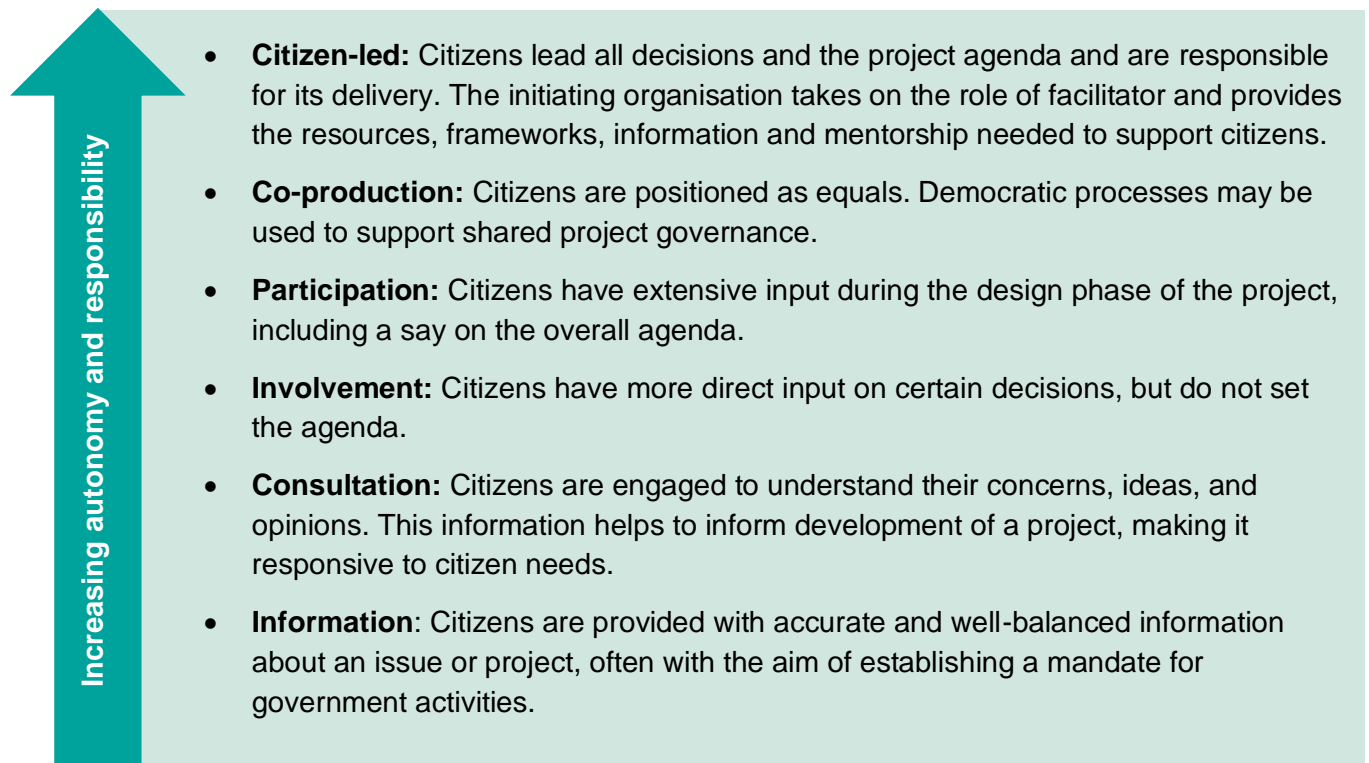 Increasing autonomy and responsibility
• Citizen-led: Citizens lead all decisions and the project agenda and are responsible
for its delivery. The initiating organisation takes on the role of facilitator and provides
the resources, frameworks, information and mentorship needed to support citizens.
• Co-production: Citizens are positioned as equals. Democratic processes may be
used to support shared project governance.
• Participation: Citizens have extensive input during the design phase of the project,
including a say on the overall agenda.
• Involvement: Citizens have more direct input on certain decisions, but do not set
the agenda.
• Consultation: Citizens are engaged to understand their concerns, ideas, and
opinions. This information helps to inform development of a project, making it
responsive to citizen needs.
• Information: Citizens are provided with accurate and well-balanced information
about an issue or project, often with the aim of establishing a mandate for
government activities.